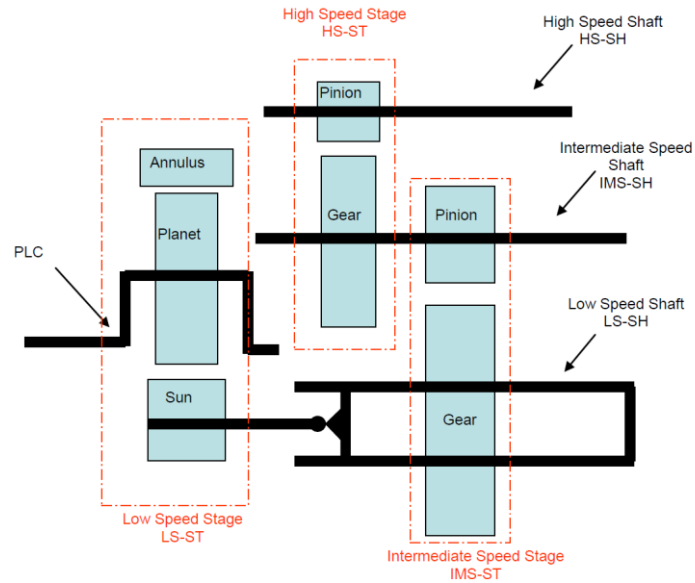 High Speed Stage
HS-ST
High Speed Shaft
HS-SH
Pinion
Annulus
Intermediate Speed
Shaft
IMS-SH
Planet
Gear
Pinion
PLC
Low Speed Shaft
LS-SH
Sun
Gear
Low Speed Stage
LS-ST
Intermediate Speed Stage
IMS-ST